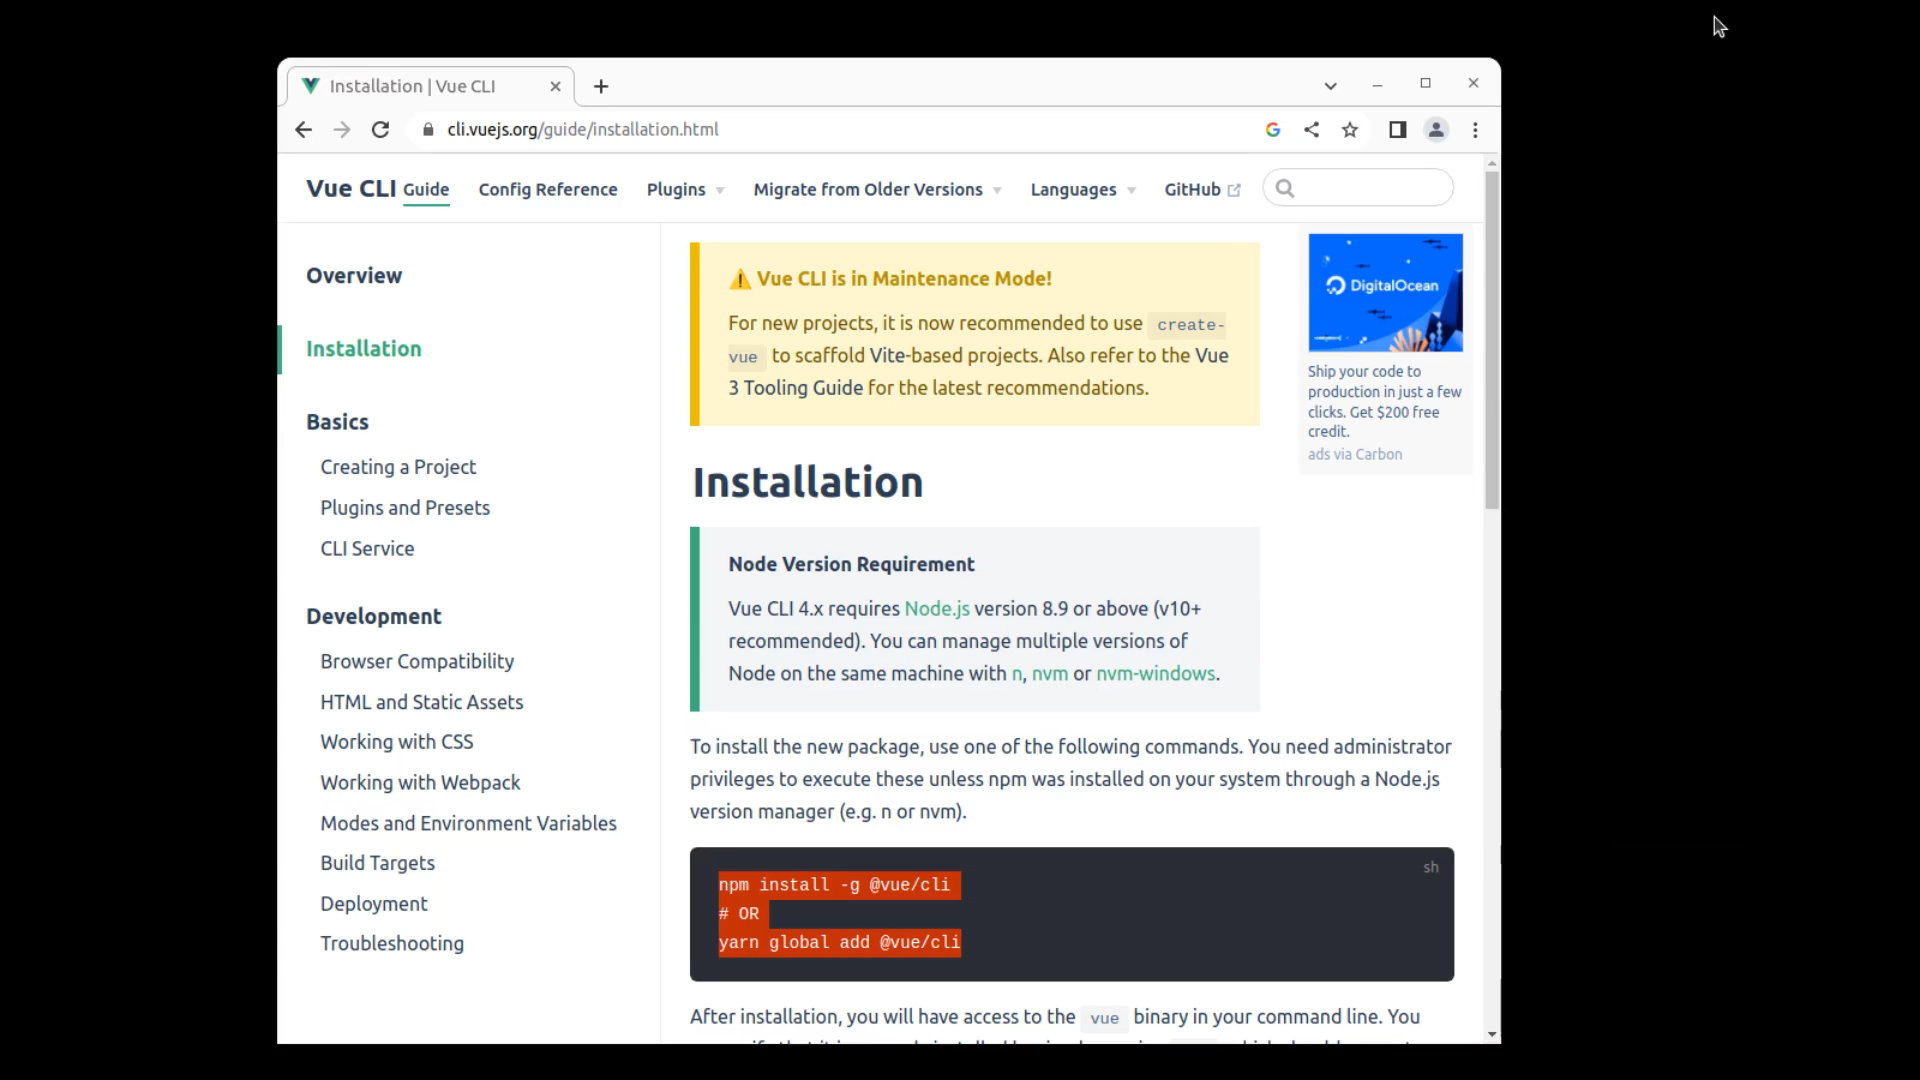 Installation | Vue CLI
cli.vuejs.org/guide/installation.html
Vue CLI Guide Config Reference Plugins Migrate from Older Versions Languages GitHub
Overview
Installation
Basics
Creating a Project
Plugins and Presets
CLI Service
Development
Browser Compatibility
HTML and Static Assets
Working with CSS
Working with Webpack
Modes and Environment Variables
Build Targets
Deployment
Troubleshooting
⚠️ Vue CLI is in Maintenance Mode!
For new projects, it is now recommended to use create-
vue to scaffold Vite-based projects. Also refer to the Vue
3 Tooling Guide for the latest recommendations.
Installation
Node Version Requirement
Vue CLI 4.x requires Node.js version 8.9 or above (v10+
recommended). You can manage multiple versions of
Node on the same machine with n, nvm or nvm-windows.
To install the new package, use one of the following commands. You need administrator
privileges to execute these unless npm was installed on your system through a Node.js
version manager (e.g. n or nvm).
sh
npm install -g @vue/cli
# OR
yarn global add @vue/cli
After installation, you will have access to the vue binary in your command line. You
DigitalOcean
Ship your code to
production in just a few
clicks. Get $200 free
credit.
ads via Carbon